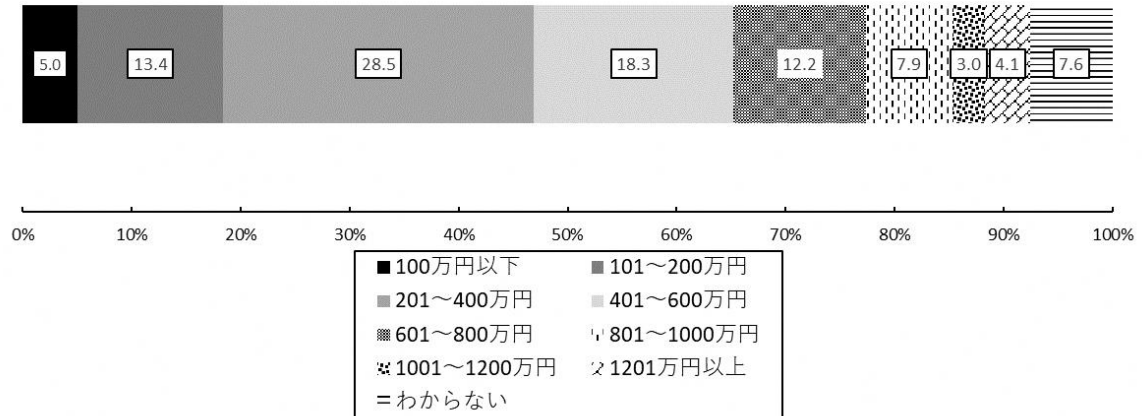 5.0 13.4 28.5 18.3 12.2 7.9 3.0 4.1 7.6
0% 10% 20% 30% 40% 50% 60% 70% 80% 90% 100%
100万円以下 101～200万円
201～400万円 401～600万円
601～800万円 801～1000万円
1001～1200万円 1201万円以上
わからない